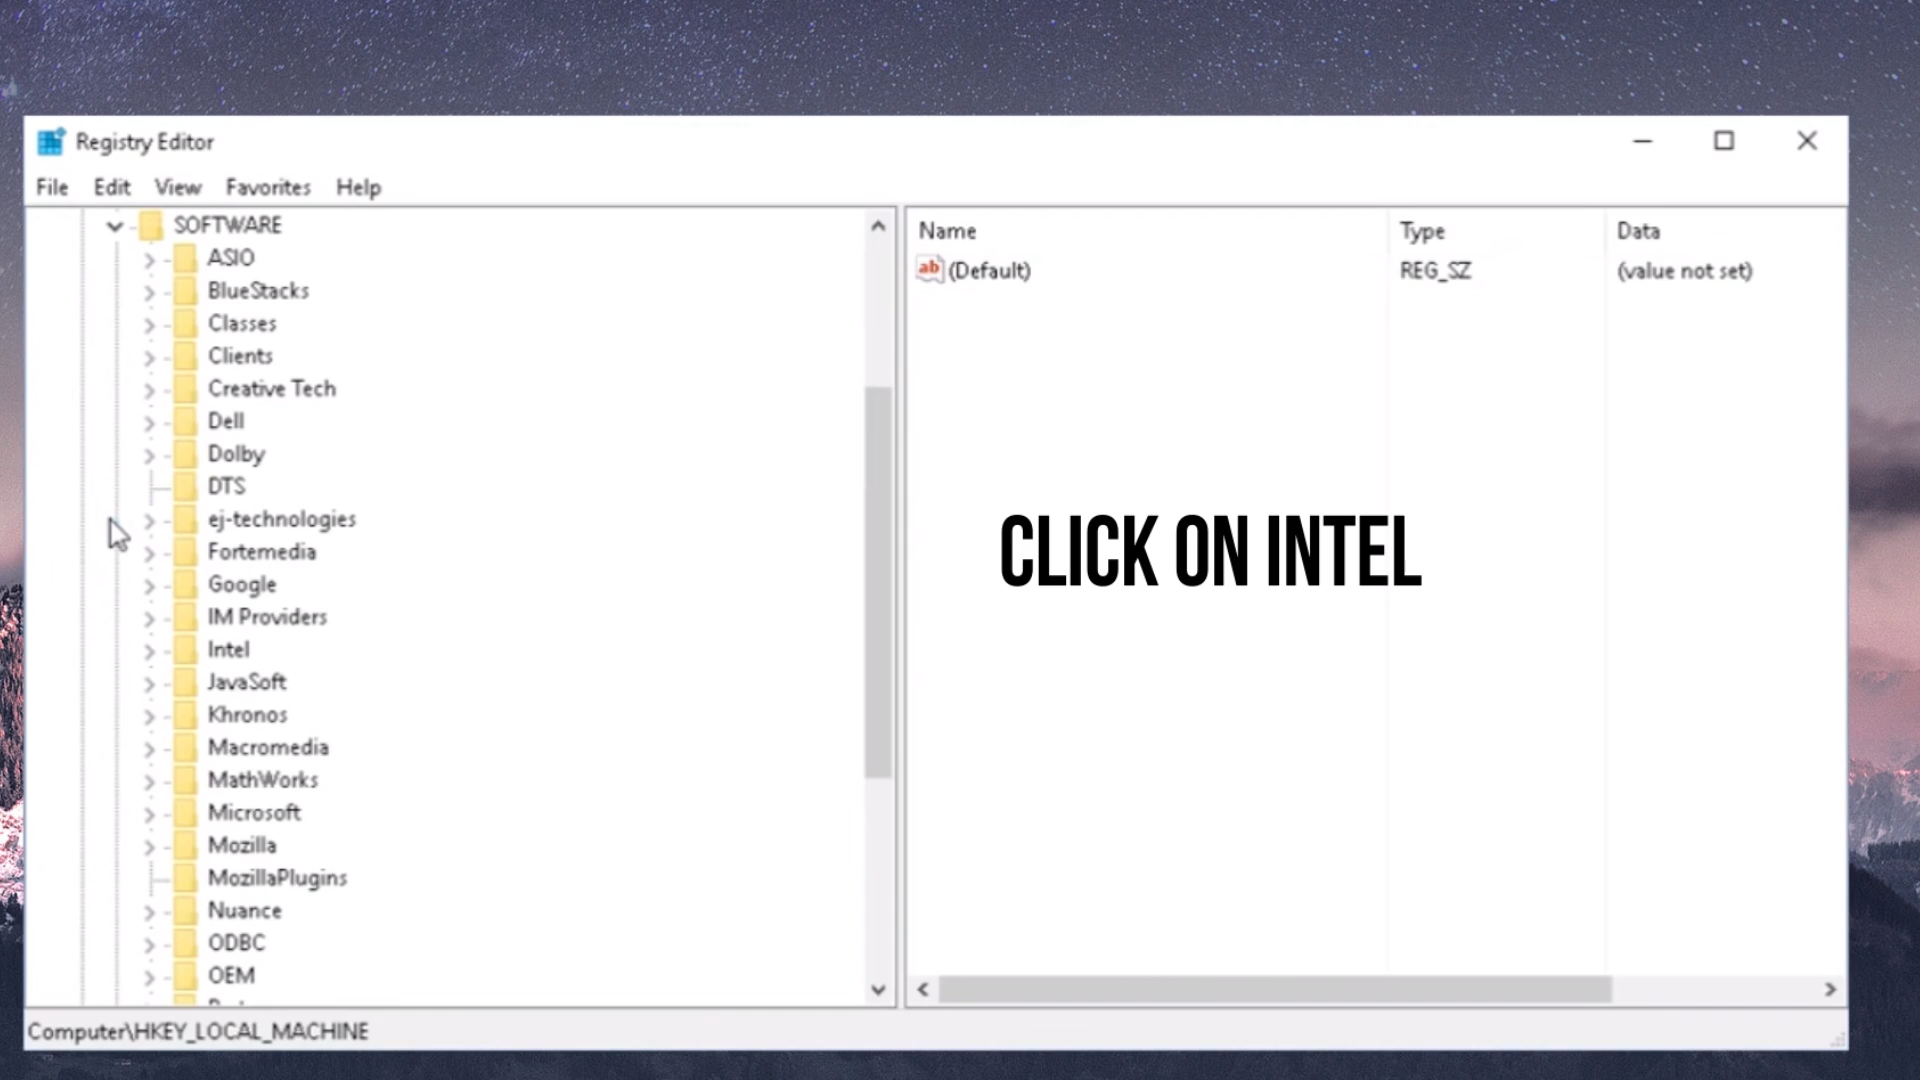 Registry Editor
File Edit View Favorites Help
SOFTWARE
ASIO
BlueStacks
Classes
Clients
Creative Tech
Dell
Dolby
DTS
ej-technologies
Fortemedia
Google
IM Providers
Intel
JavaSoft
Khronos
Macromedia
MathWorks
Microsoft
Mozilla
MozillaPlugins
Nuance
ODBC
OEM
Name Type Data
ab (Default) REG_SZ (value not set)
CLICK ON INTEL
Computer\HKEY_LOCAL_MACHINE